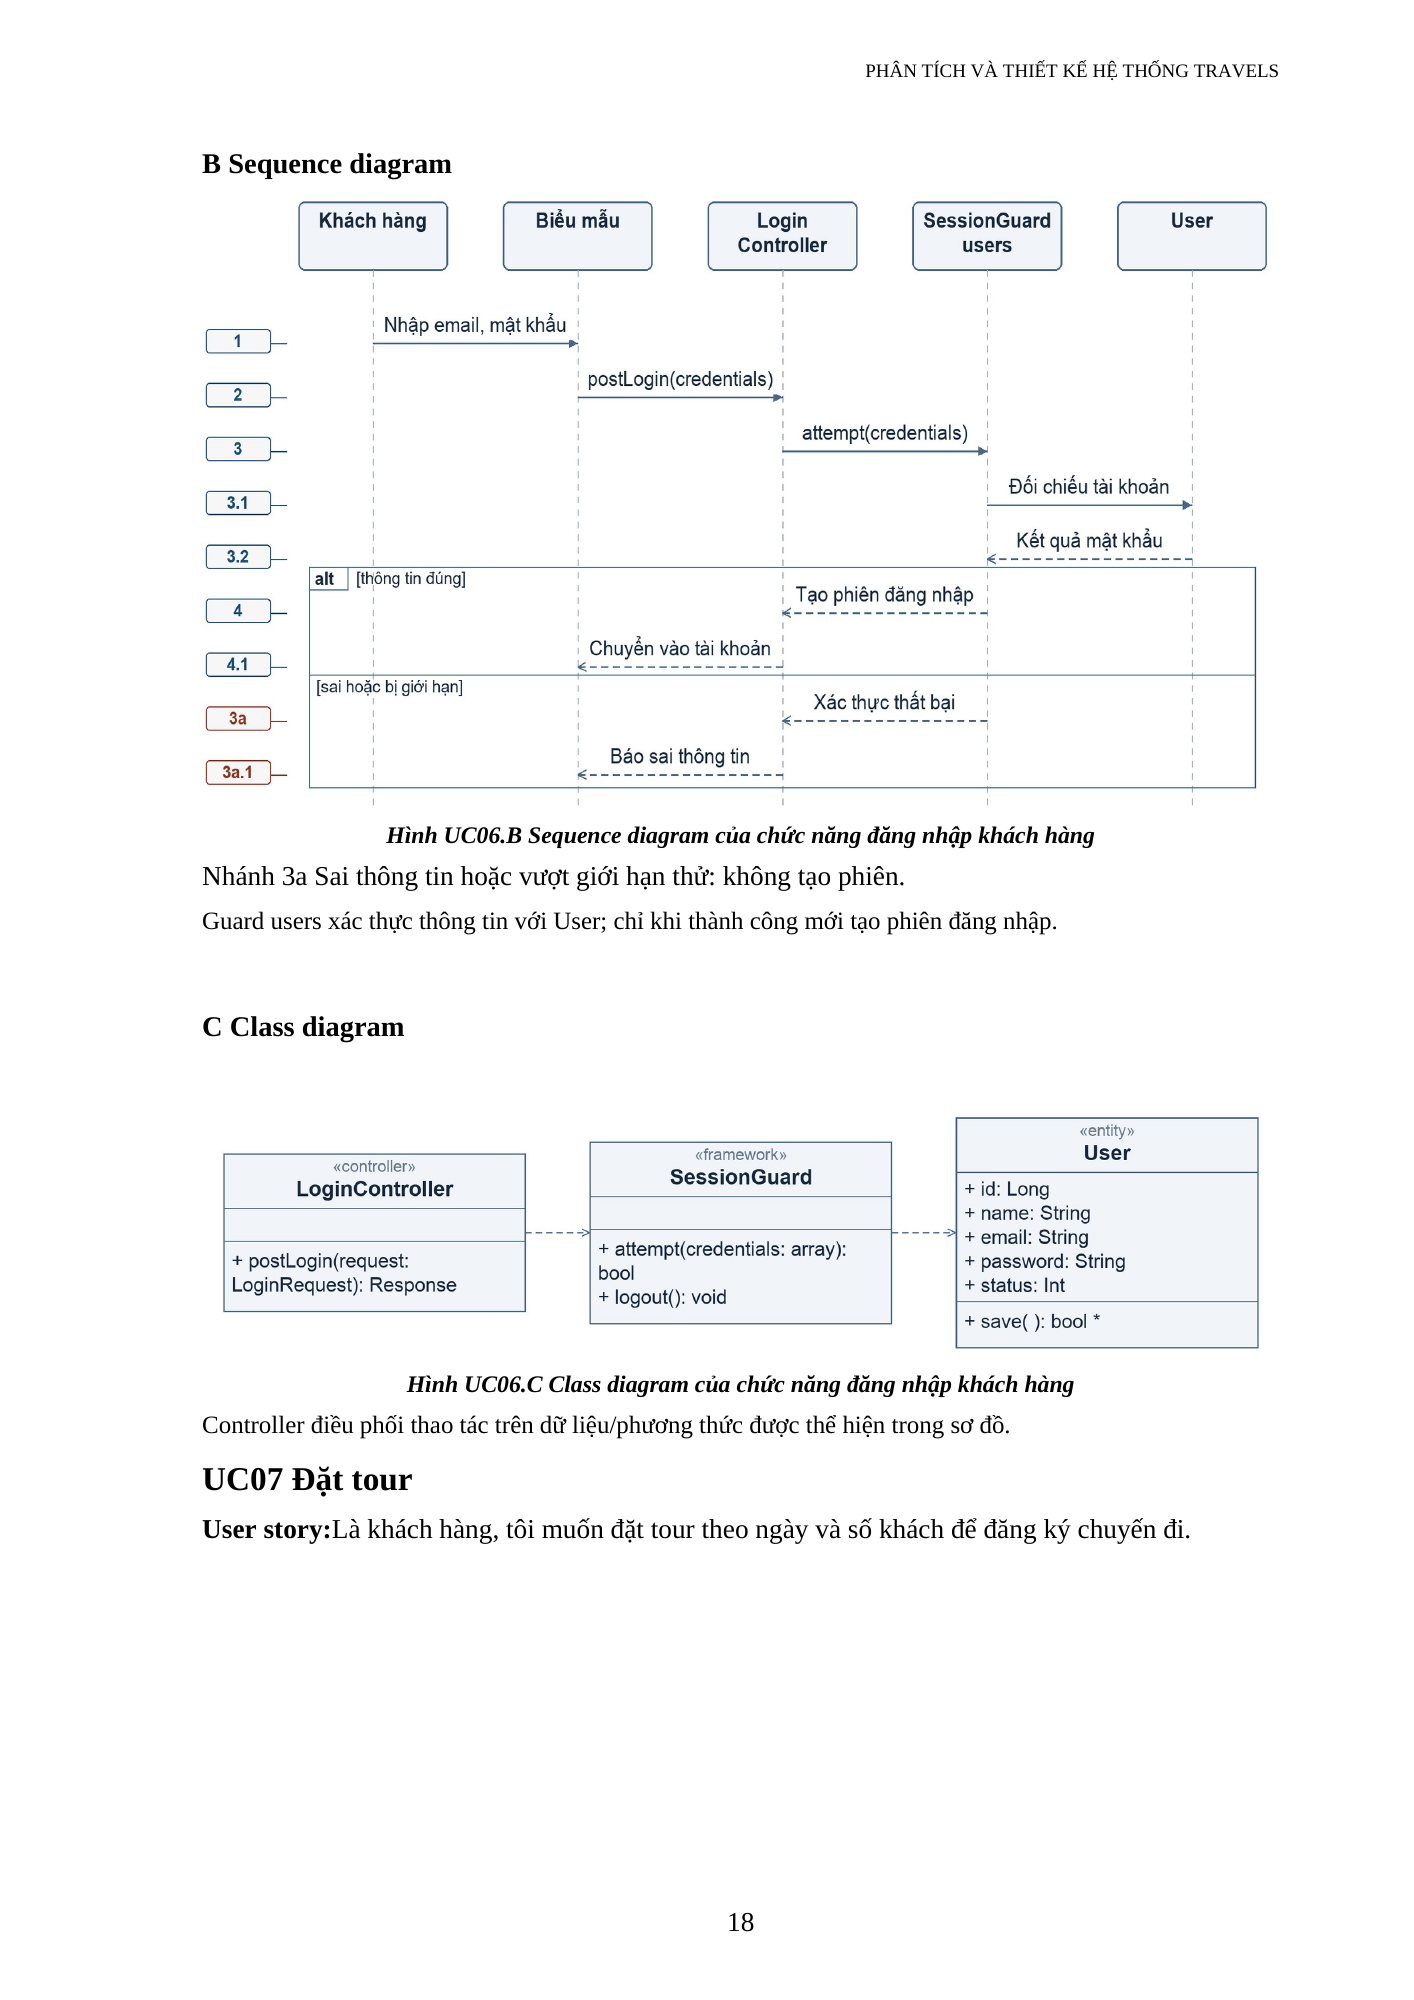 PHÂN TÍCH VÀ THIẾT KẾ HỆ THỐNG TRAVELS
B Sequence diagram
Khách hàng
Biểu mẫu
Login
Controller
SessionGuard
users
User
Nhập email, mật khẩu
1
postLogin(credentials)
2
attempt(credentials)
3
Đối chiếu tài khoản
3.1
Kết quả mật khẩu
3.2
alt [thông tin đúng]
Tạo phiên đăng nhập
4
Chuyển vào tài khoản
4.1
[sai hoặc bị giới hạn]
Xác thực thất bại
3a
Báo sai thông tin
3a.1
Hình UC06.B Sequence diagram của chức năng đăng nhập khách hàng
Nhánh 3a Sai thông tin hoặc vượt giới hạn thử: không tạo phiên.
Guard users xác thực thông tin với User; chỉ khi thành công mới tạo phiên đăng nhập.
C Class diagram
«controller»
LoginController
+ postLogin(request:
LoginRequest): Response
«framework»
SessionGuard
+ attempt(credentials: array):
bool
+ logout(): void
«entity»
User
+ id: Long
+ name: String
+ email: String
+ password: String
+ status: Int
+ save( ): bool *
Hình UC06.C Class diagram của chức năng đăng nhập khách hàng
Controller điều phối thao tác trên dữ liệu/phương thức được thể hiện trong sơ đồ.
UC07 Đặt tour
User story:Là khách hàng, tôi muốn đặt tour theo ngày và số khách để đăng ký chuyến đi.
18